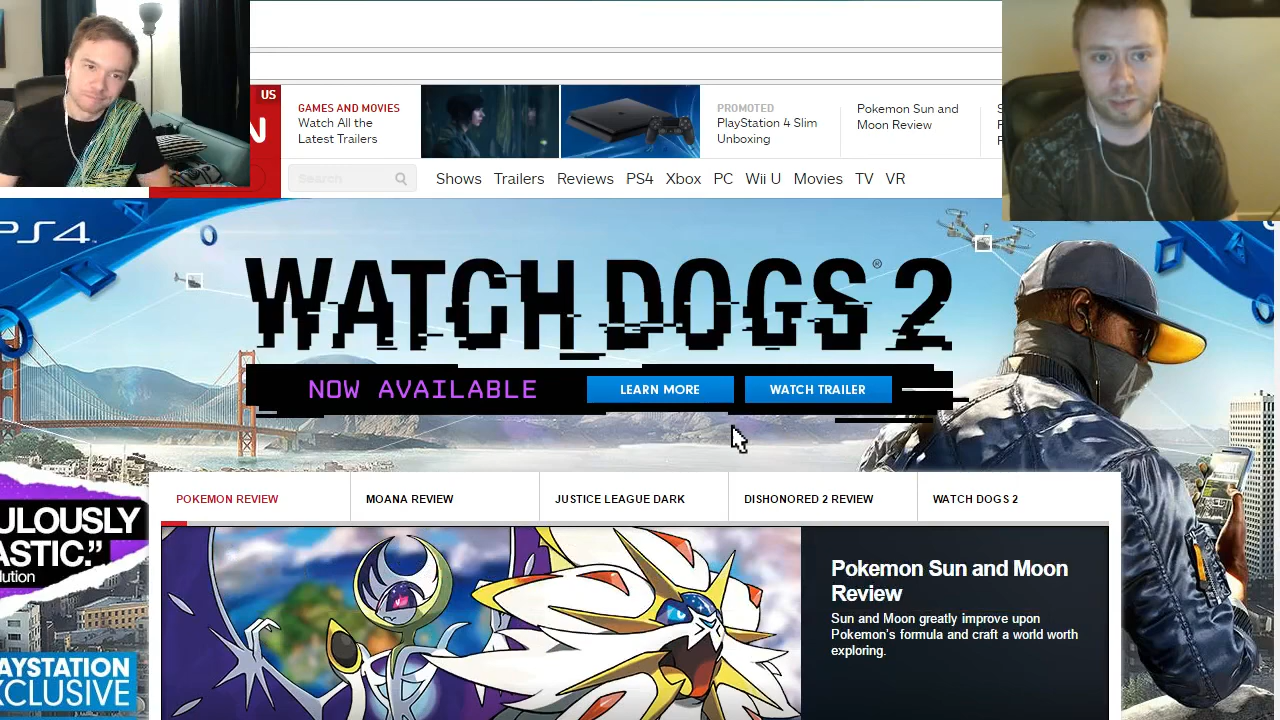 US
N
GAMES AND MOVIES
Watch All the
Latest Trailers
PROMOTED
PlayStation 4 Slim
Unboxing
Pokemon Sun and
Moon Review
Search
Shows Trailers Reviews PS4 Xbox PC Wii U Movies TV VR
PS4
WATCH DOGS® 2
NOW AVAILABLE
LEARN MORE
WATCH TRAILER
POKEMON REVIEW
MOANA REVIEW
JUSTICE LEAGUE DARK
DISHONORED 2 REVIEW
WATCH DOGS 2
ULOUSLY
ASTIC.”
lution
Pokemon Sun and Moon
Review
Sun and Moon greatly improve upon
Pokemon's formula and craft a world worth
exploring.
AYSTATION
XCLUSIVE